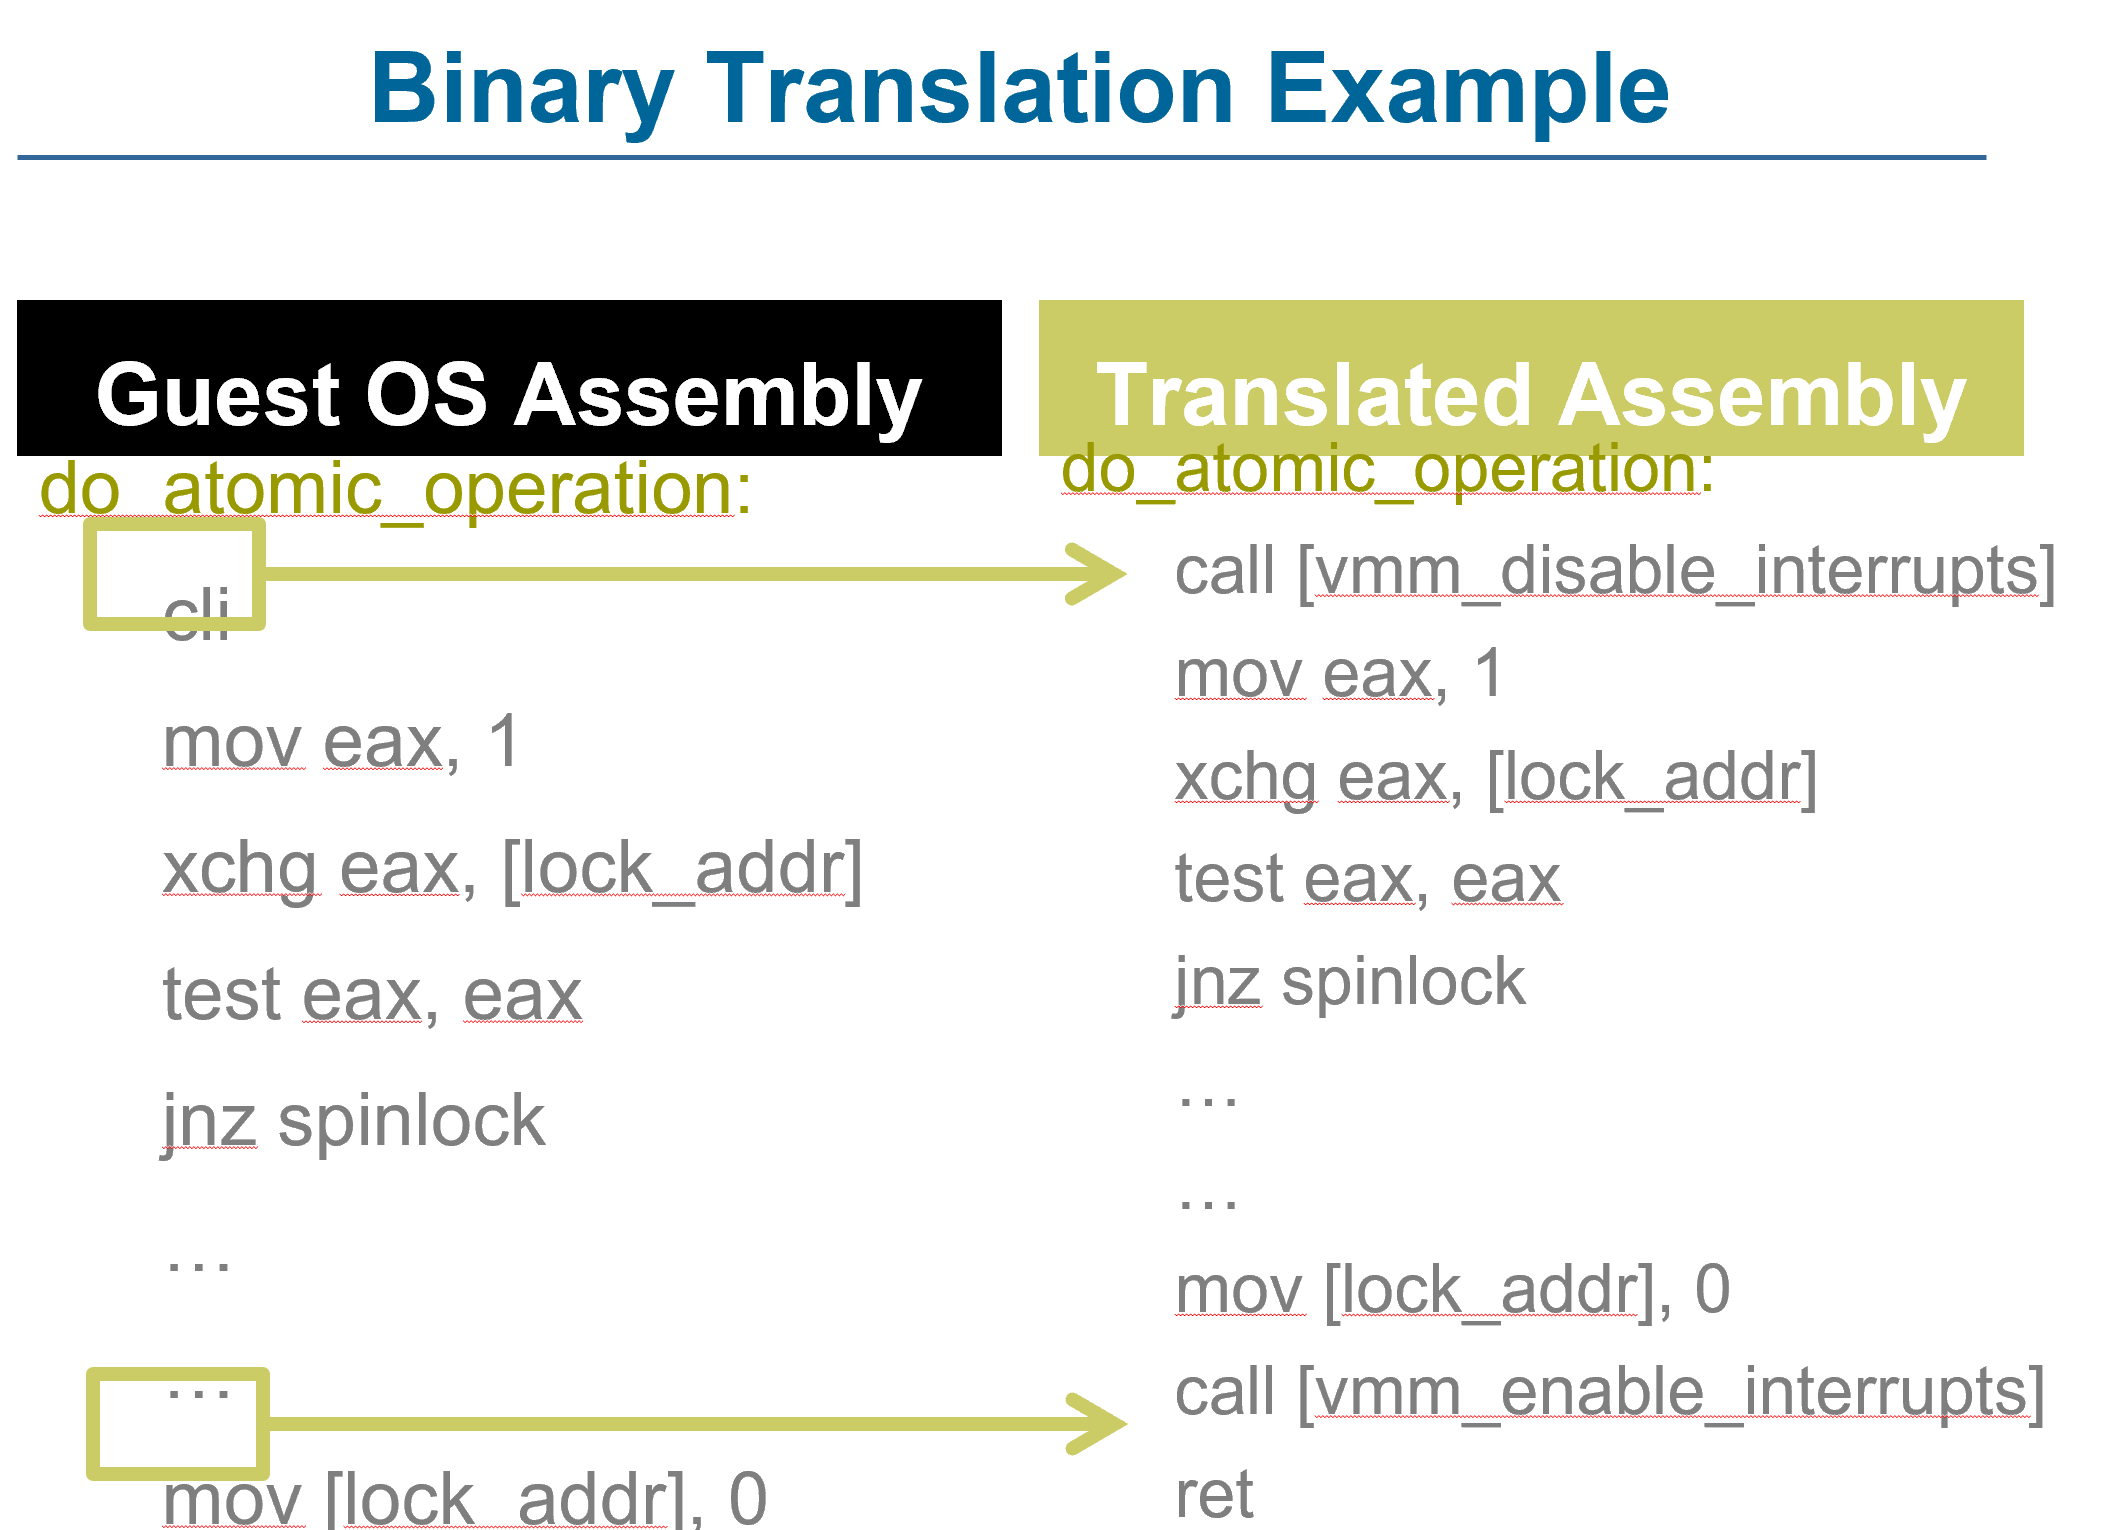 Binary Translation Example
Guest OS Assembly
do_atomic_operation:
cli
mov eax, 1
xchg eax, [lock_addr]
test eax, eax
jnz spinlock
…
…
mov [lock_addr], 0
Translated Assembly
do_atomic_operation:
call [vmm_disable_interrupts]
mov eax, 1
xchg eax, [lock_addr]
test eax, eax
jnz spinlock
…
…
mov [lock_addr], 0
call [vmm_enable_interrupts]
ret